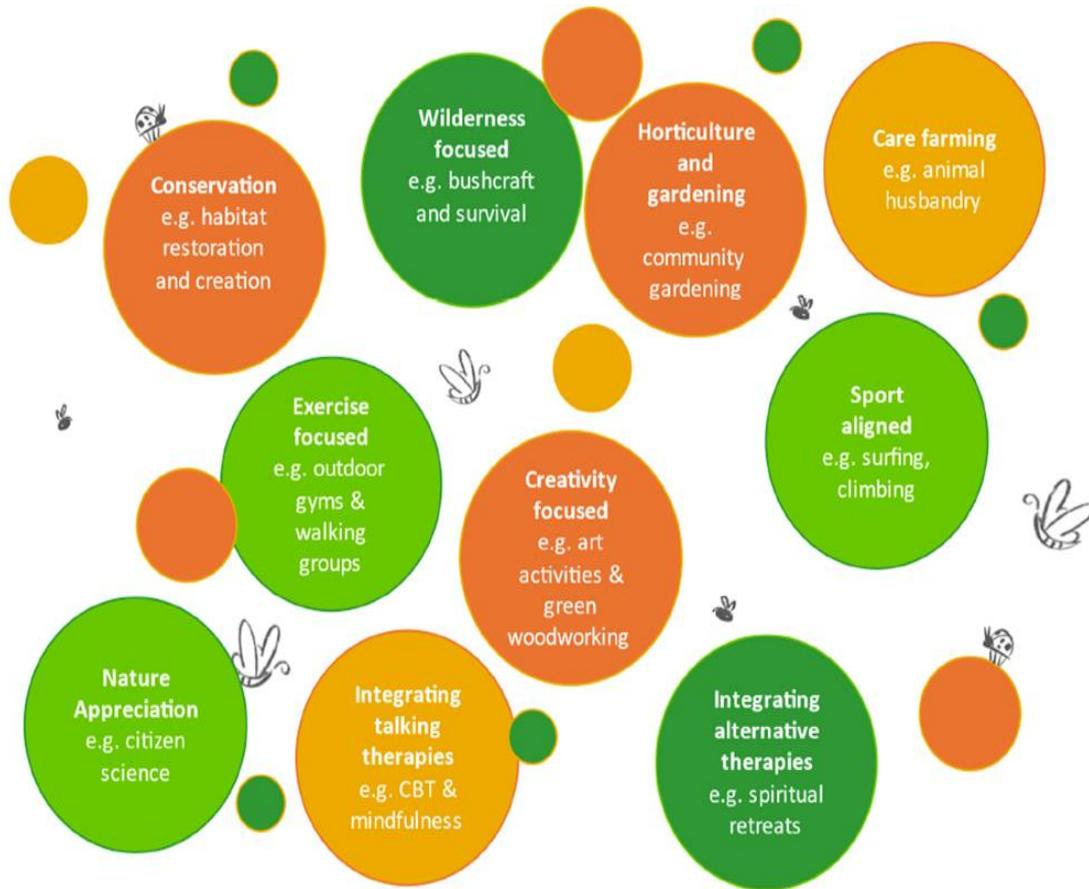 Conservation
e.g. habitat
restoration
and creation
Wilderness
focused
e.g. bushcraft
and survival
Horticulture
and
gardening
e.g.
community
gardening
Care farming
e.g. animal
husbandry
Exercise
focused
e.g. outdoor
gyms &
walking
groups
Creativity
focused
e.g. art
activities &
green
woodworking
Sport
aligned
e.g. surfing,
climbing
Nature
Appreciation
e.g. citizen
science
Integrating
talking
therapies
e.g. CBT &
mindfulness
Integrating
alternative
therapies
e.g. spiritual
retreats